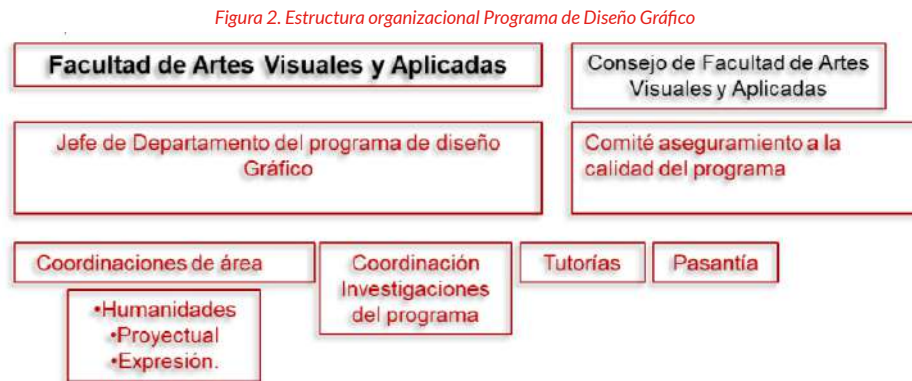 Figura 2. Estructura organizacional Programa de Diseño Gráfico
Facultad de Artes Visuales y Aplicadas
Consejo de Facultad de Artes
Visuales y Aplicadas
Jefe de Departamento del programa de diseño
Gráfico
Comité aseguramiento a la
calidad del programa
Coordinaciones de área
•Humanidades
•Proyectual
•Expresión.
Coordinación
Investigaciones
del programa
Tutorías
Pasantía